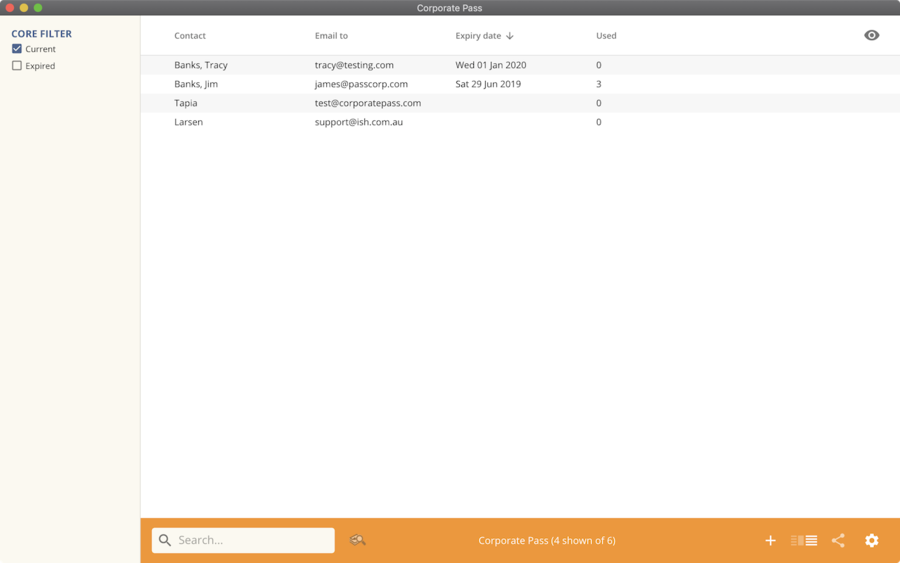 Corporate Pass
CORE FILTER
Current
Expired
Contact Email to Expiry date Used
Banks, Tracy tracy@testing.com Wed 01 Jan 2020 0
Banks, Jim james@passcorp.com Sat 29 Jun 2019 3
Tapia test@corporatepass.com 0
Larsen support@ish.com.au 0
Search... Corporate Pass (4 shown of 6)